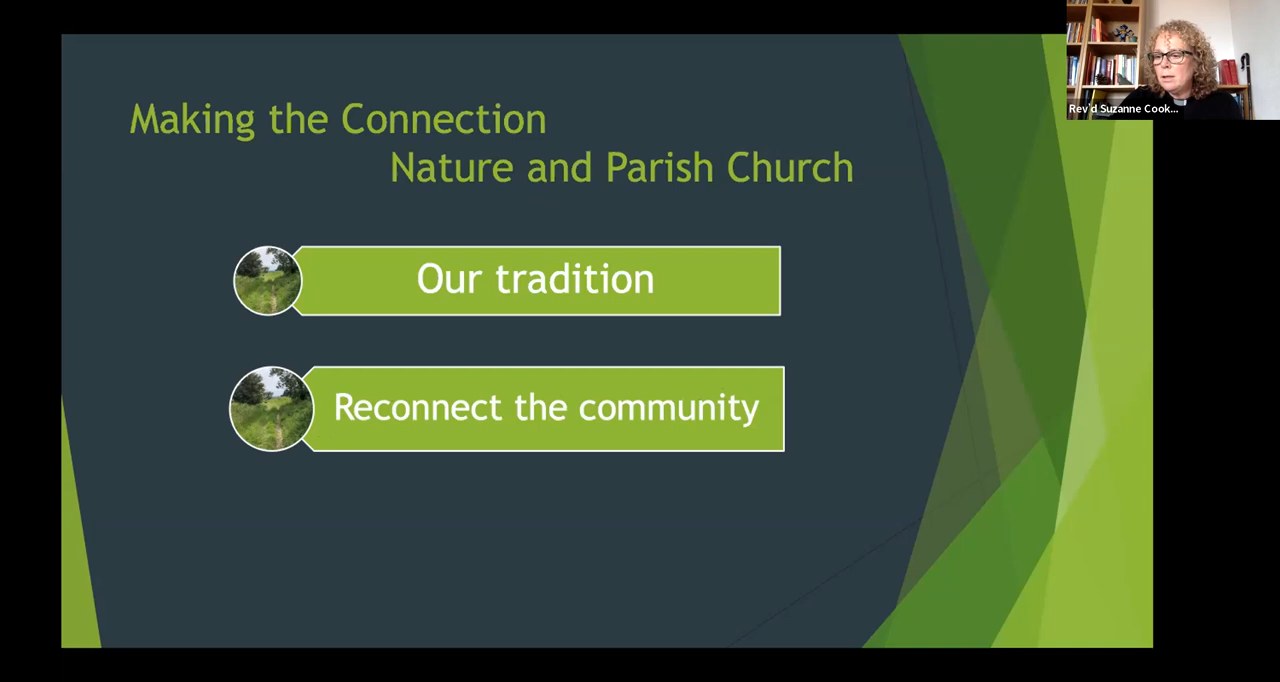 Making the Connection
Nature and Parish Church
Our tradition
Reconnect the community
Rev'd Suzanne Cook...